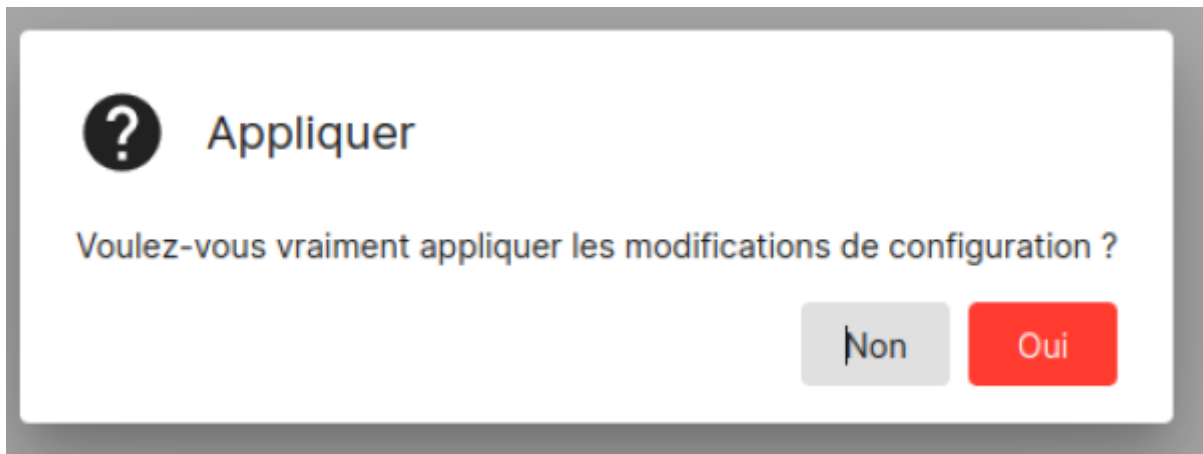 Appliquer
Voulez-vous vraiment appliquer les modifications de configuration ?
Non Oui